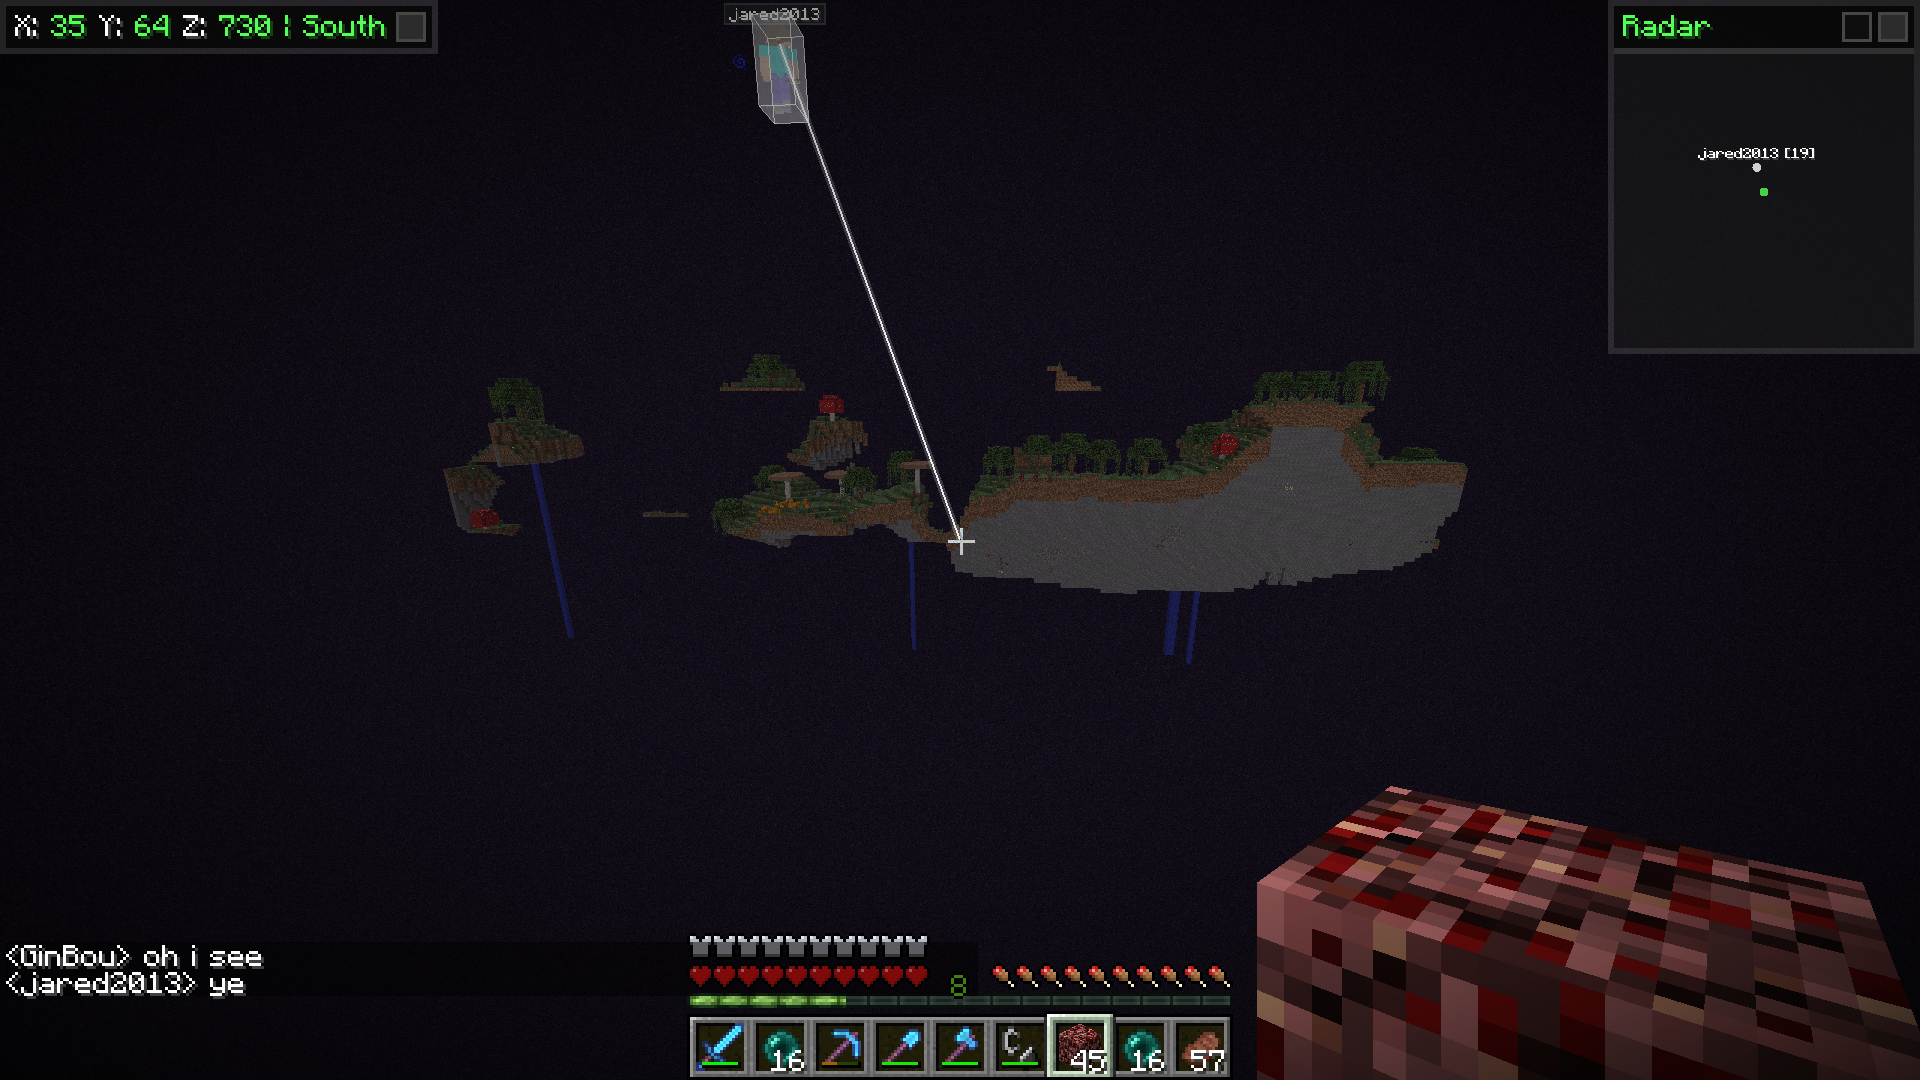 X: 35 Y: 64 Z: 730 | South
jared2013
Radar
jared2013 [19]
<GinBou> oh i see
<jared2013> ye
8
16
45
16
57